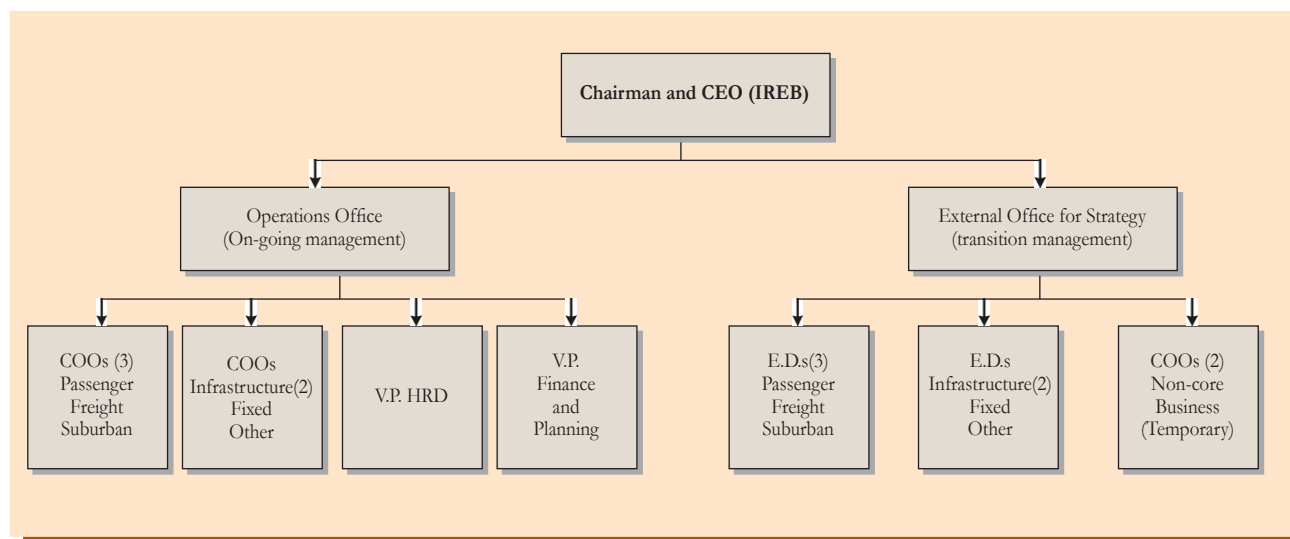 Chairman and CEO (IREB)
Operations Office
(On-going management)
External Office for Strategy
(transition management)
COOs (3)
Passenger
Freight
Suburban
COOs
Infrastructure(2)
Fixed
Other
V.P. HRD
V.P.
Finance
and
Planning
E.D.s(3)
Passenger
Freight
Suburban
E.D.s
Infrastructure(2)
Fixed
Other
COOs (2)
Non-core
Business
(Temporary)